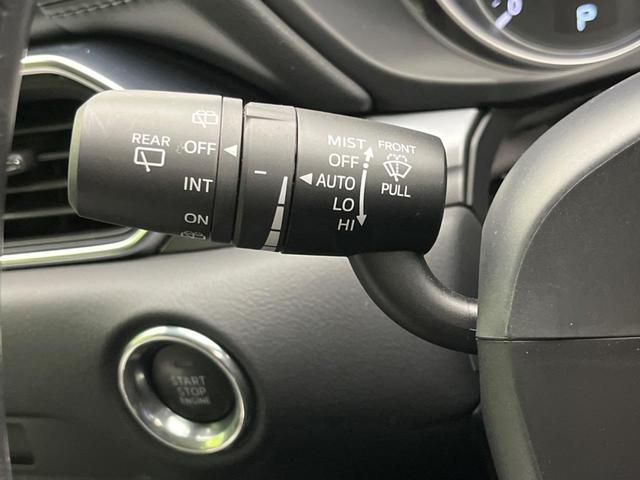 P
REAR
OFF
INT
ON
–
MIST
OFF
AUTO
LO
HI
FRONT
PULL
START
STOP
ENGINE